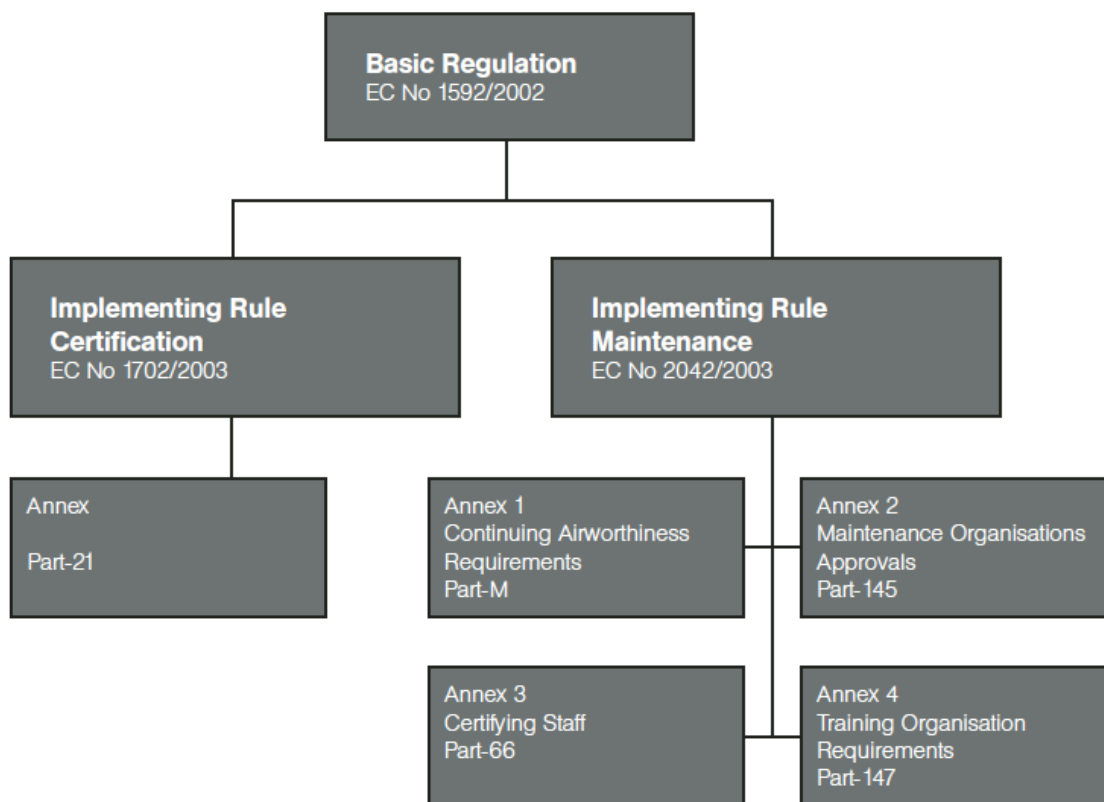 Basic Regulation
EC No 1592/2002
Implementing Rule
Certification
EC No 1702/2003
Implementing Rule
Maintenance
EC No 2042/2003
Annex
Part-21
Annex 1
Continuing Airworthiness
Requirements
Part-M
Annex 2
Maintenance Organisations
Approvals
Part-145
Annex 3
Certifying Staff
Part-66
Annex 4
Training Organisation
Requirements
Part-147